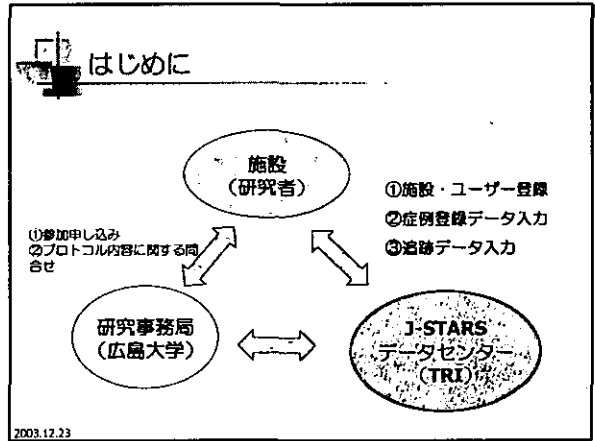 はじめに
施設
（研究者）
①施設・ユーザー登録
②症例登録データ入力
③追跡データ入力
①参加申し込み
②プロトコル内容に関する問
合せ
研究事務局
（広島大学）
J-STARS
データセンター
（TRI）
2003.12.23